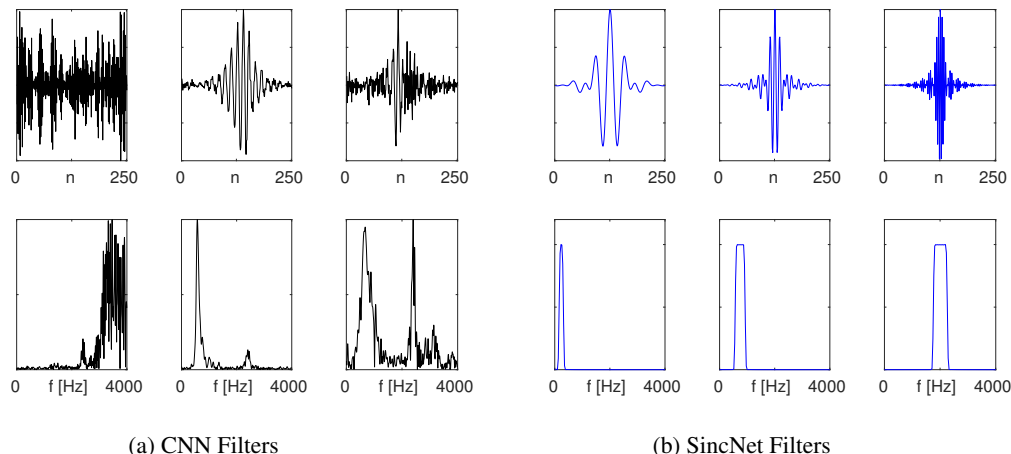 0 n 250 0 n 250 0 n 250 0 n 250 0 n 250 0 n 250
0 f [Hz] 4000 0 f [Hz] 4000 0 f [Hz] 4000 0 f [Hz] 4000 0 f [Hz] 4000 0 f [Hz] 4000
(a) CNN Filters (b) SincNet Filters